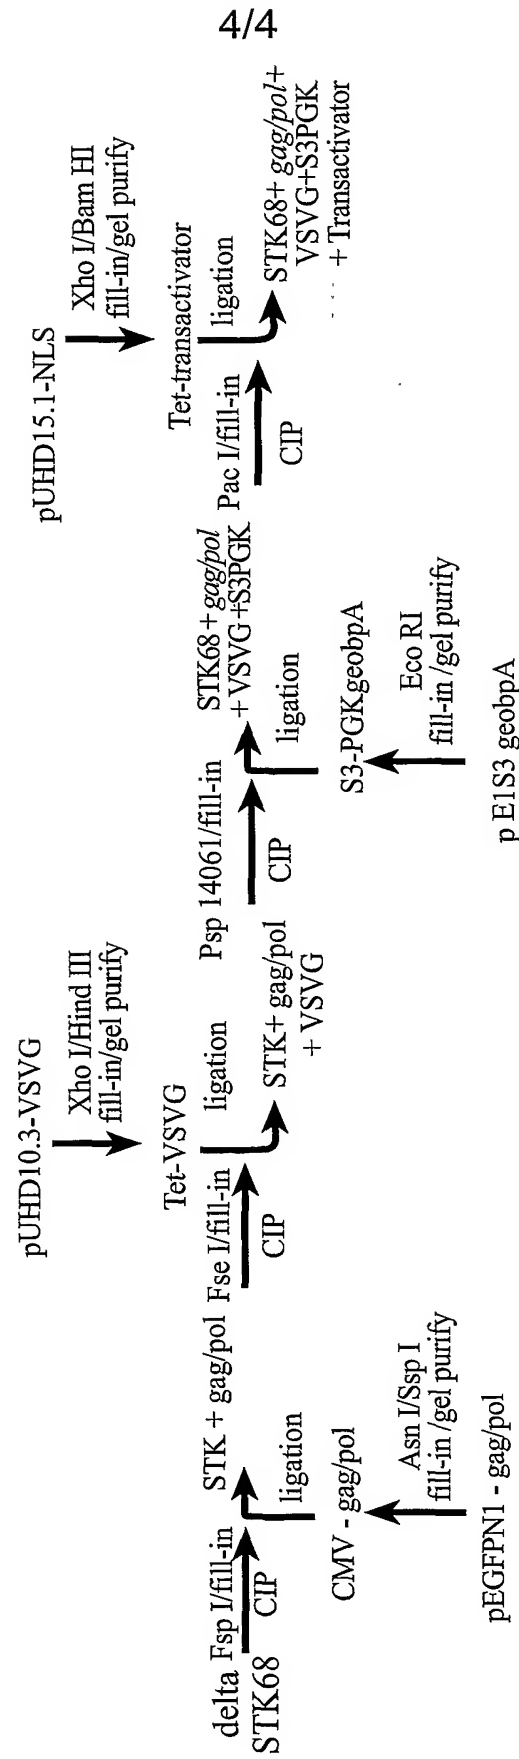 4/4
delta Fsp I/fill-in
STK68
CIP
STK + gag/pol
ligation
CMV - gag/pol
Asn I/Ssp I
fill-in /gel purify
pEGFPN1 - gag/pol
pUHD10.3-VSVG
Xho I/Hind III
fill-in/gel purify
Tet-VSVG
ligation
Fse I/fill-in
CIP
STK+ gag/pol
+ VSVG
Psp 14061/fill-in
CIP
STK68+gag/pol
+ VSVG+S3PGK
ligation
S3-PGKgeobpA
Eco RI
fill-in /gel purify
p E1S3 geobpA
pUHD15.1-NLS
Xho I/Bam HI
fill-in/gel purify
Tet-transactivator
ligation
Pac I/fill-in
CIP
STK68+ gag/pol+
VSVG+S3PGK
+ Transactivator